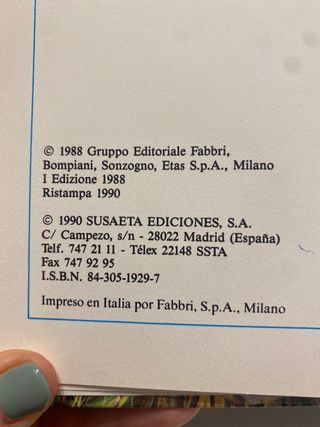 © 1988 Gruppo Editoriale Fabbri,
Bompiani, Sonzogno, Etas S.p.A., Milano
I Edizione 1988
Ristampa 1990
© 1990 SUSAETA EDICIONES, S.A.
C/ Campezo, s/n - 28022 Madrid (España)
Telf. 747 21 11 - Télex 22148 SSTA
Fax 747 92 95
I.S.B.N. 84-305-1929-7
Impreso en Italia por Fabbri, S.p.A., Milano